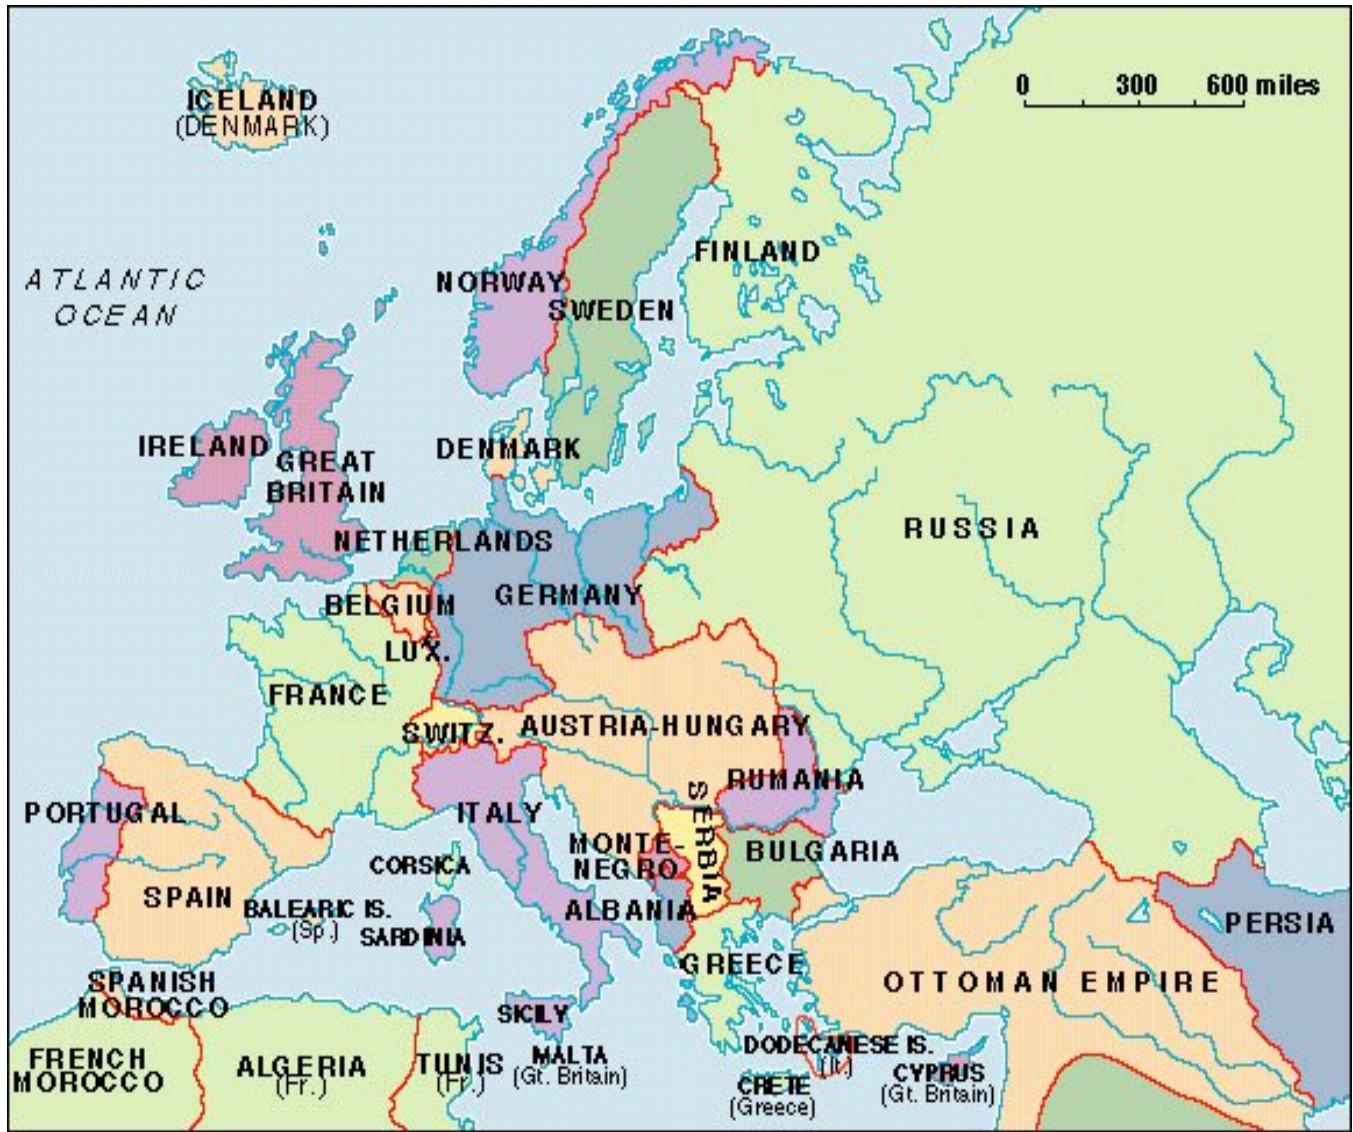 0 300 600 miles
ICELAND
(DENMARK)
ATLANTIC
OCEAN
NORWAY
SWEDEN
FINLAND
IRELAND
GREAT
BRITAIN
DENMARK
NETHERLANDS
GERMANY
RUSSIA
BELGIUM
LUX.
FRANCE
SWITZ.
AUSTRIA-HUNGARY
RUMANIA
PORTUGAL
ITALY
SERBIA
MONTE-
NEGRO
BULGARIA
CORSICA
SPAIN
BALEARIC IS.
(Sp.)
SARDINIA
ALBANIA
PERSIA
GREECE
OTTOMAN EMPIRE
SPANISH
MOROCCO
SICILY
FRENCH
MOROCCO
ALGERIA
(Fr.)
TUNIS
(Fr.)
MALTA
(Gt. Britain)
DODECANESE IS.
(It.)
CRETE
(Greece)
CYPRUS
(Gt. Britain)